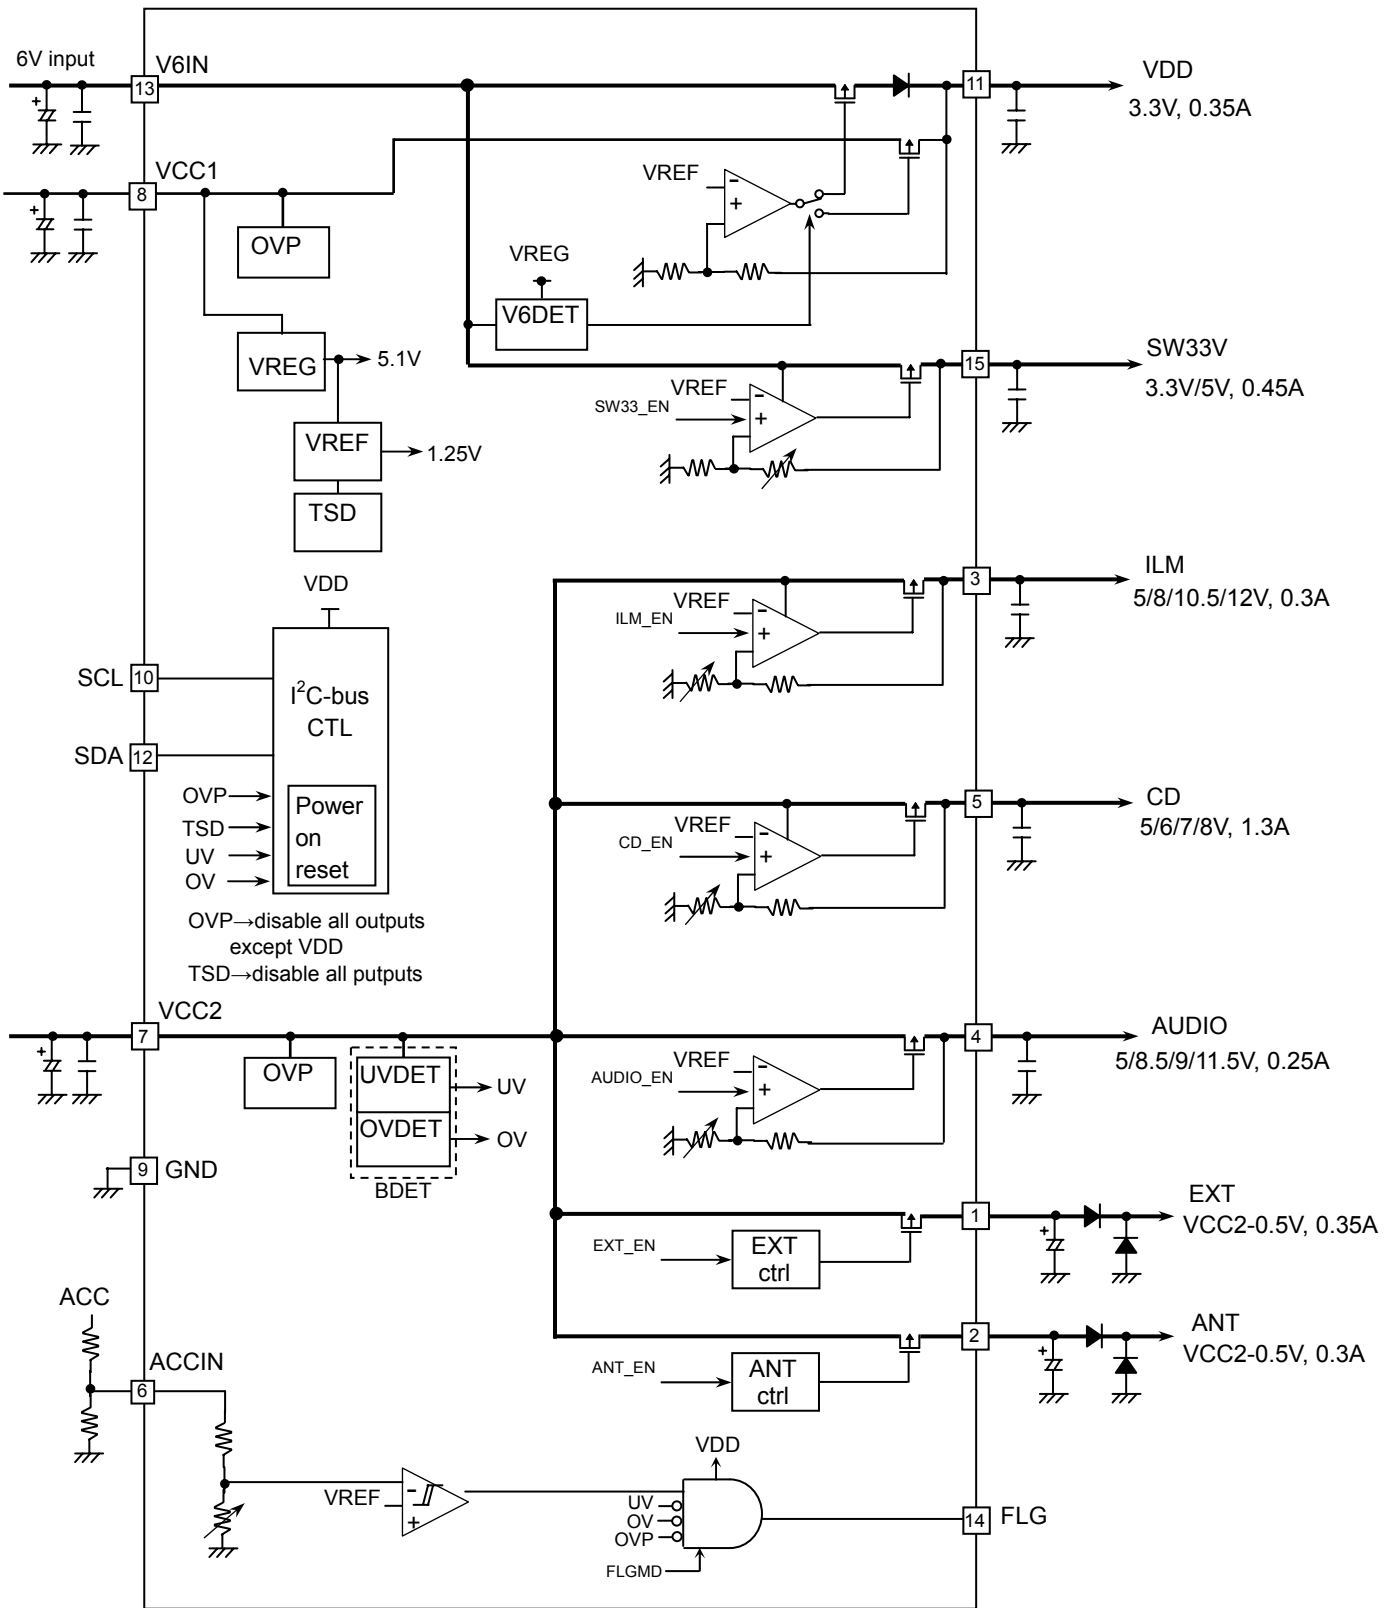 6V input
V6IN
13
+
VCC1
8
+
OVP
VREG
5.1V
VREF
1.25V
TSD
VREF
-
+
VREG
V6DET
11
VDD
3.3V, 0.35A
15
SW33V
3.3V/5V, 0.45A
VREF
SW33_EN
-
+
VDD
I²C-bus
CTL
SCL
10
SDA
12
OVP
TSD
UV
OV
Power
on
reset
OVP→disable all outputs
except VDD
TSD→disable all putputs
VREF
ILM_EN
-
+
3
ILM
5/8/10.5/12V, 0.3A
VREF
CD_EN
-
+
5
CD
5/6/7/8V, 1.3A
VCC2
7
+
OVP
UVDET
UV
OVDET
OV
BDET
VREF
AUDIO_EN
-
+
4
AUDIO
5/8.5/9/11.5V, 0.25A
9
GND
EXT_EN
EXT
ctrl
1
+
EXT
VCC2-0.5V, 0.35A
ANT_EN
ANT
ctrl
2
+
ANT
VCC2-0.5V, 0.3A
ACC
ACCIN
6
VREF
-
+
VDD
UV
OV
OVP
FLGMD
14
FLG